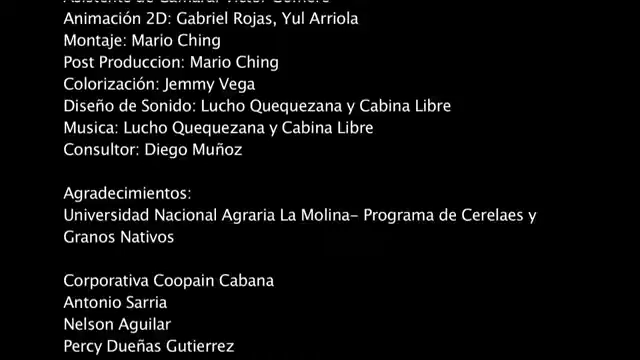 Animación 2D: Gabriel Rojas, Yul Arriola
Montaje: Mario Ching
Post Produccion: Mario Ching
Colorización: Jemmy Vega
Diseño de Sonido: Lucho Quequezana y Cabina Libre
Musica: Lucho Quequezana y Cabina Libre
Consultor: Diego Muñoz
Agradecimientos:
Universidad Nacional Agraria La Molina- Programa de Cerelaes y
Granos Nativos
Corporativa Coopain Cabana
Antonio Sarria
Nelson Aguilar
Percy Dueñas Gutierrez